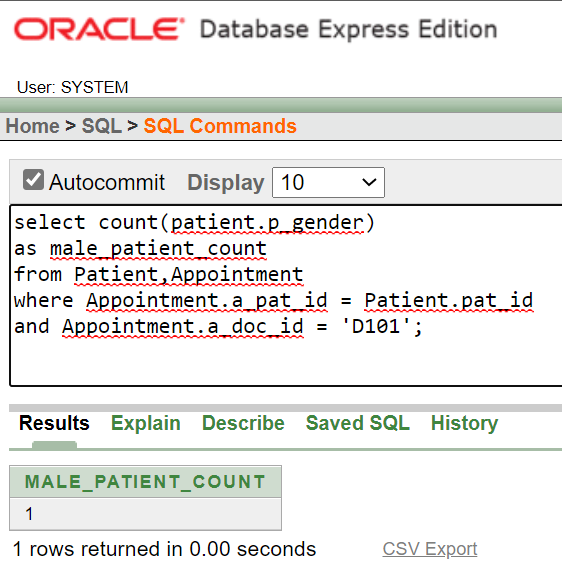 ORACLE® Database Express Edition
User: SYSTEM
Home > SQL > SQL Commands
Autocommit Display 10
select count(patient.p_gender)
as male_patient_count
from Patient,Appointment
where Appointment.a_pat_id = Patient.pat_id
and Appointment.a_doc_id = 'D101';
Results Explain Describe Saved SQL History
MALE_PATIENT_COUNT
1
1 rows returned in 0.00 seconds CSV Export